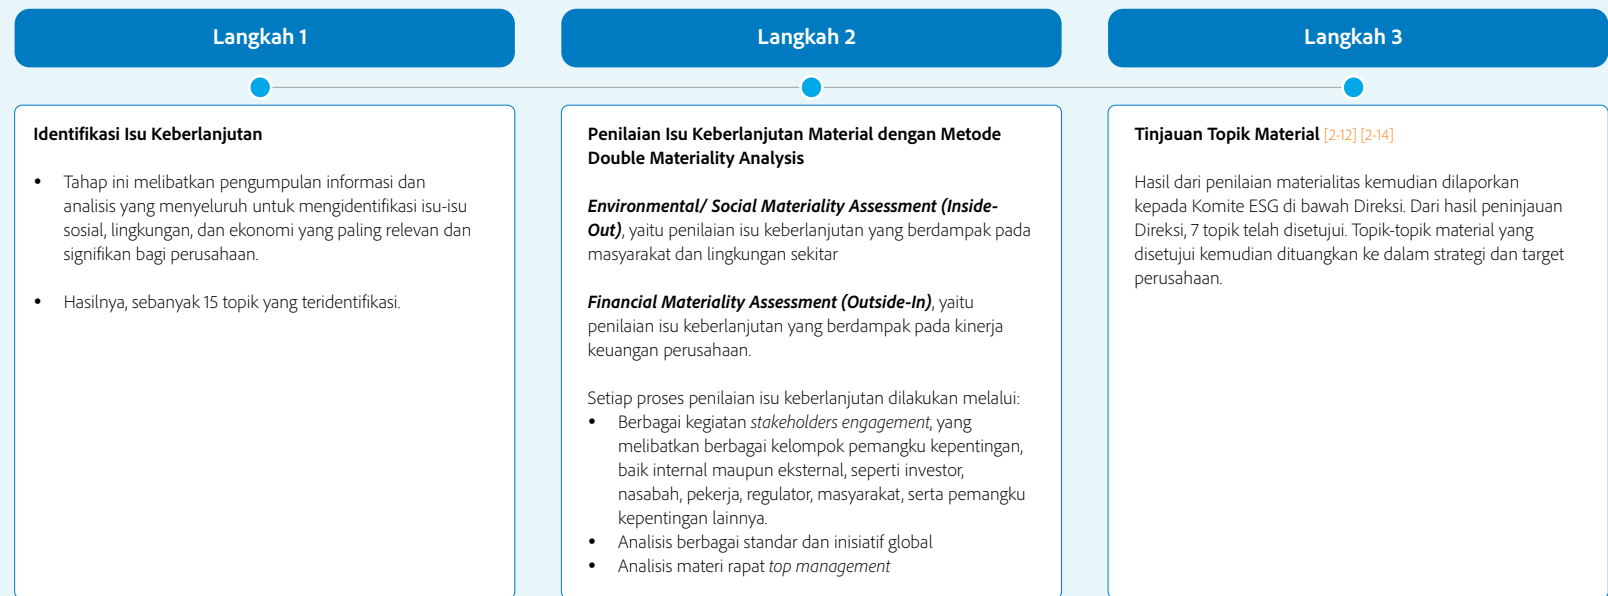 Langkah 1
Langkah 2
Langkah 3
Identifikasi Isu Keberlanjutan
• Tahap ini melibatkan pengumpulan informasi dan
analisis yang menyeluruh untuk mengidentifikasi isu-isu
sosial, lingkungan, dan ekonomi yang paling relevan dan
signifikan bagi perusahaan.
• Hasilnya, sebanyak 15 topik yang teridentifikasi.
Penilaian Isu Keberlanjutan Material dengan Metode
Double Materiality Analysis
Environmental/ Social Materiality Assessment (Inside-
Out), yaitu penilaian isu keberlanjutan yang berdampak pada
masyarakat dan lingkungan sekitar
Financial Materiality Assessment (Outside-In), yaitu
penilaian isu keberlanjutan yang berdampak pada kinerja
keuangan perusahaan.
Setiap proses penilaian isu keberlanjutan dilakukan melalui:
• Berbagai kegiatan stakeholders engagement, yang
melibatkan berbagai kelompok pemangku kepentingan,
baik internal maupun eksternal, seperti investor,
nasabah, pekerja, regulator, masyarakat, serta pemangku
kepentingan lainnya.
• Analisis berbagai standar dan inisiatif global
• Analisis materi rapat top management
Tinjauan Topik Material [2-12] [2-14]
Hasil dari penilaian materialitas kemudian dilaporkan
kepada Komite ESG di bawah Direksi. Dari hasil peninjauan
Direksi, 7 topik telah disetujui. Topik-topik material yang
disetujui kemudian dituangkan ke dalam strategi dan target
perusahaan.